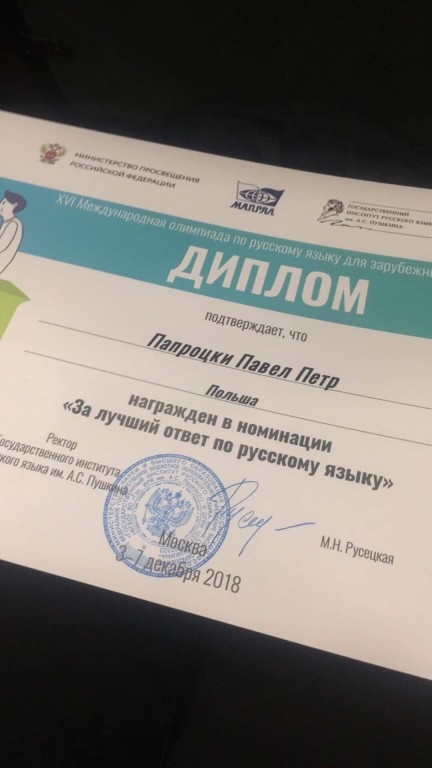 МИНИСТЕРСТВО ПРОСВЕЩЕНИЯ
РОССИЙСКОЙ ФЕДЕРАЦИИ
МАПРЯЛ
ГОСУДАРСТВЕННЫЙ
ИНСТИТУТ РУССКОГО ЯЗЫКА
ИМ. А.С. ПУШКИНА
XVI Международная олимпиада по русскому языку для зарубежн
ДИПЛОМ
подтверждает, что
Папроцки Павел Петр
Польша
награжден в номинации
«За лучший ответ по русскому языку»
Ректор
Государственного института
ского языка им. А.С. Пушкина
М.Н. Русецкая
Москва
3–7 декабря 2018